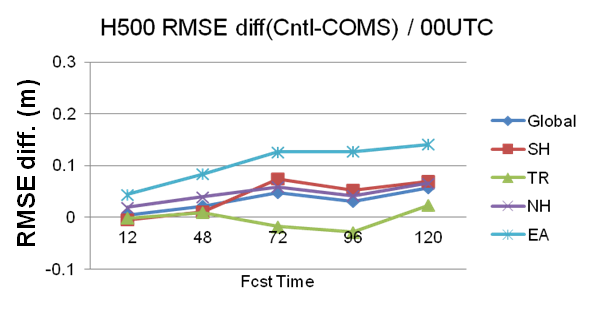 H500 RMSE diff(Cntl-COMS) / 00UTC
RMSE diff. (m)
0.3
0.2
0.1
0
-0.1
12 48 72 96 120
Fcst Time
Global
SH
TR
NH
EA